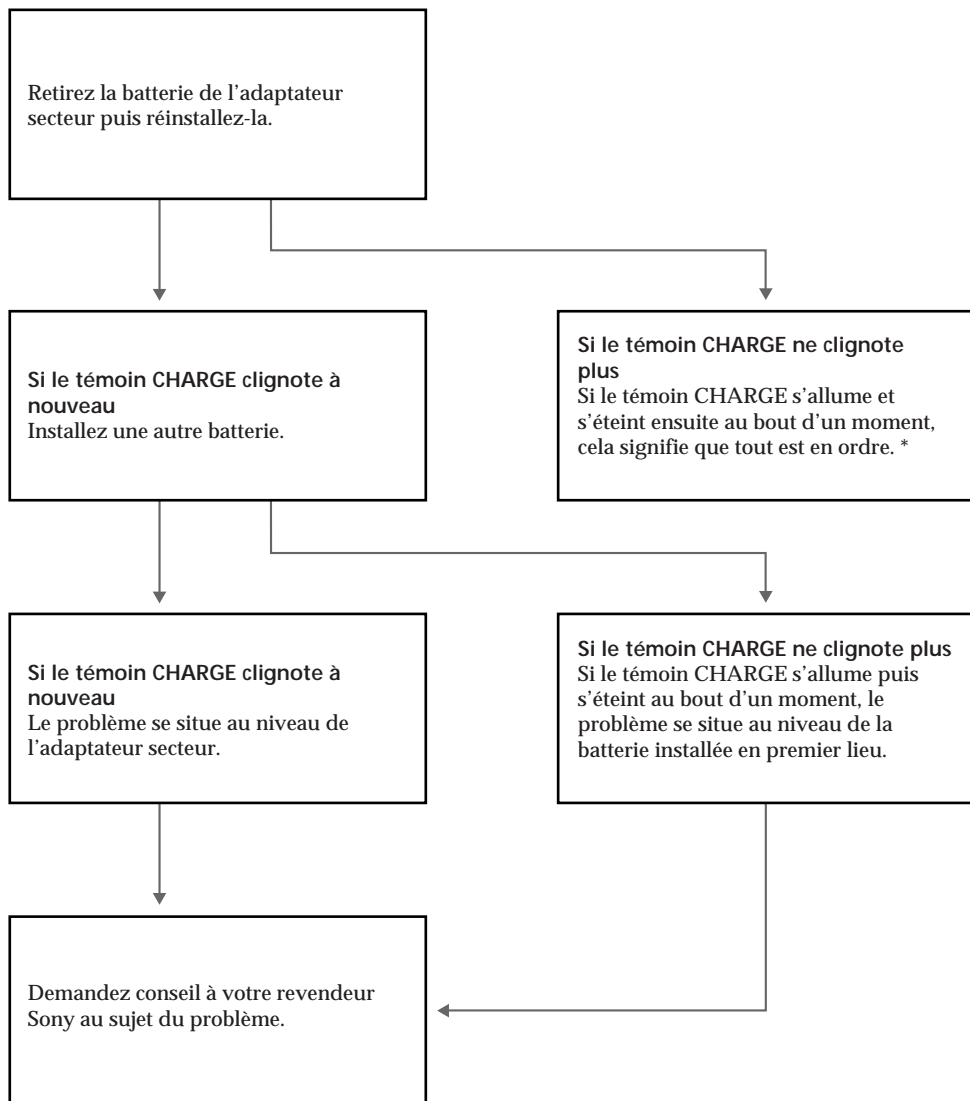 Retirez la batterie de l’adaptateur
secteur puis réinstallez-la.
Si le témoin CHARGE clignote à
nouveau
Installez une autre batterie.
Si le témoin CHARGE ne clignote
plus
Si le témoin CHARGE s’allume et
s’éteint ensuite au bout d’un moment,
cela signifie que tout est en ordre. *
Si le témoin CHARGE clignote à
nouveau
Le problème se situe au niveau de
l’adaptateur secteur.
Si le témoin CHARGE ne clignote plus
Si le témoin CHARGE s’allume puis
s’éteint au bout d’un moment, le
problème se situe au niveau de la
batterie installée en premier lieu.
Demandez conseil à votre revendeur
Sony au sujet du problème.